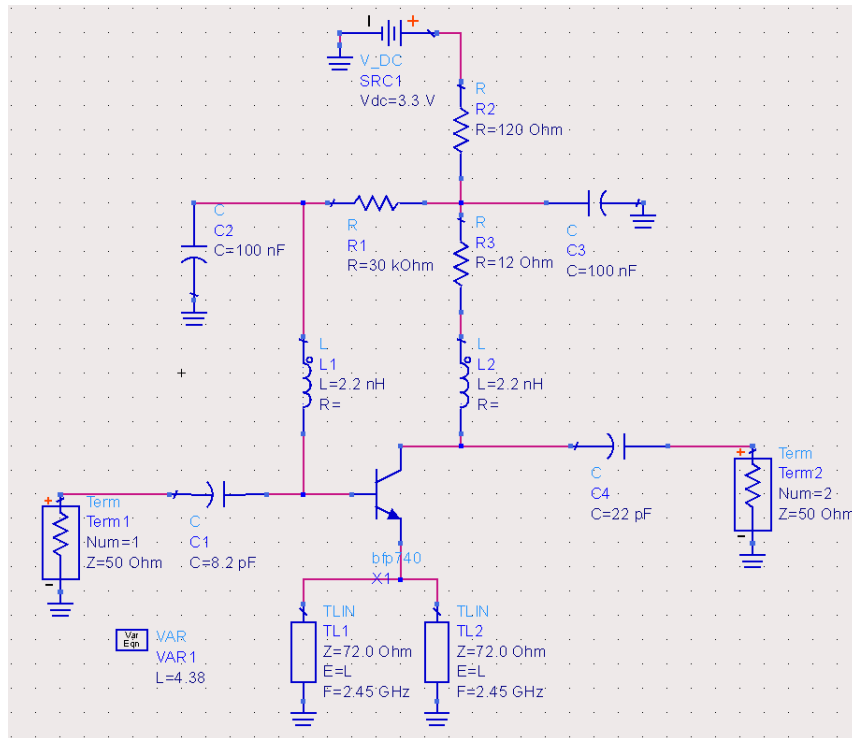 V_DC
SRC1
Vdc=3.3 V
R
R2
R=120 Ohm
C
C2
C=100 nF
R
R1
R=30 kOhm
R
R3
R=12 Ohm
C
C3
C=100 nF
L
L1
L=2.2 nH
R=
L
L2
L=2.2 nH
R=
Term
Term1
Num=1
Z=50 Ohm
C
C1
C=8.2 pF
bfp740
X1
C
C4
C=22 pF
Term
Term2
Num=2
Z=50 Ohm
Var
Eqn
VAR
VAR1
L=4.38
TLIN
TL1
Z=72.0 Ohm
E=L
F=2.45 GHz
TLIN
TL2
Z=72.0 Ohm
E=L
F=2.45 GHz